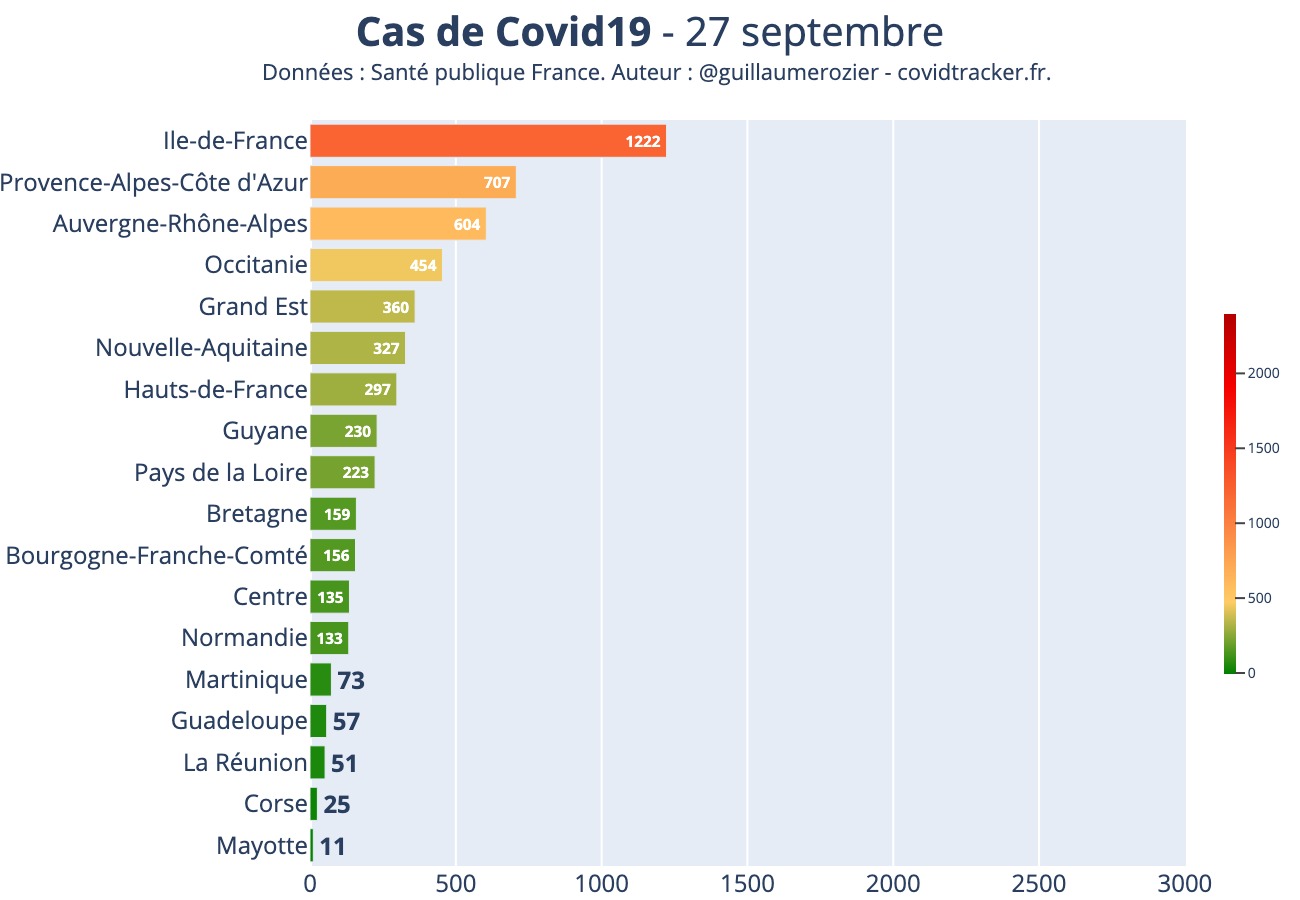 Cas de Covid19 - 27 septembre
Données : Santé publique France. Auteur : @guillaumerozier - covidtracker.fr.
Ile-de-France 1222
Provence-Alpes-Côte d'Azur 707
Auvergne-Rhône-Alpes 604
Occitanie 454
Grand Est 360
Nouvelle-Aquitaine 327
Hauts-de-France 297
Guyane 230
Pays de la Loire 223
Bretagne 159
Bourgogne-Franche-Comté 156
Centre 135
Normandie 133
Martinique 73
Guadeloupe 57
La Réunion 51
Corse 25
Mayotte 11
0 500 1000 1500 2000 2500 3000
2000
1500
1000
500
0